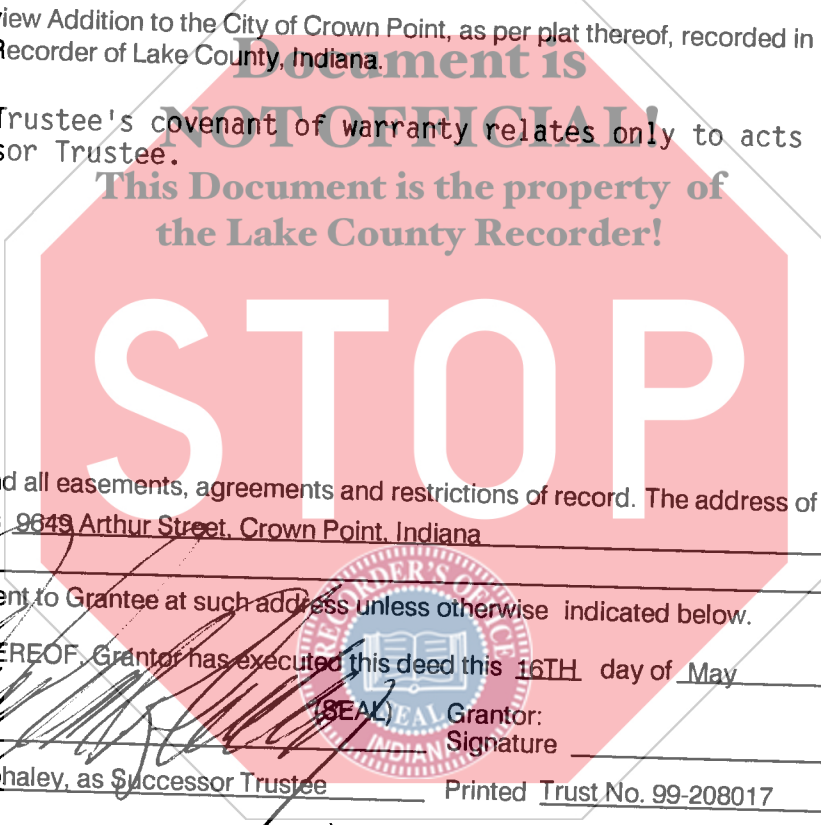 iew Addition to the City of Crown Point, as per plat thereof, recorded in
Recorder of Lake County, Indiana.
Document is
NOT OFFICIAL!
Trustee's covenant of warranty relates only to acts
sor Trustee.
This Document is the property of
the Lake County Recorder!
STOP
d all easements, agreements and restrictions of record. The address of
9649 Arthur Street, Crown Point, Indiana
ent to Grantee at such address unless otherwise indicated below.
EREOF, Grantor has executed this deed this 16TH day of May
RECORDER'S OFFICE
SEAL
INDIANA
(SEAL) Grantor:
Signature
haley, as Successor Trustee Printed Trust No. 99-208017